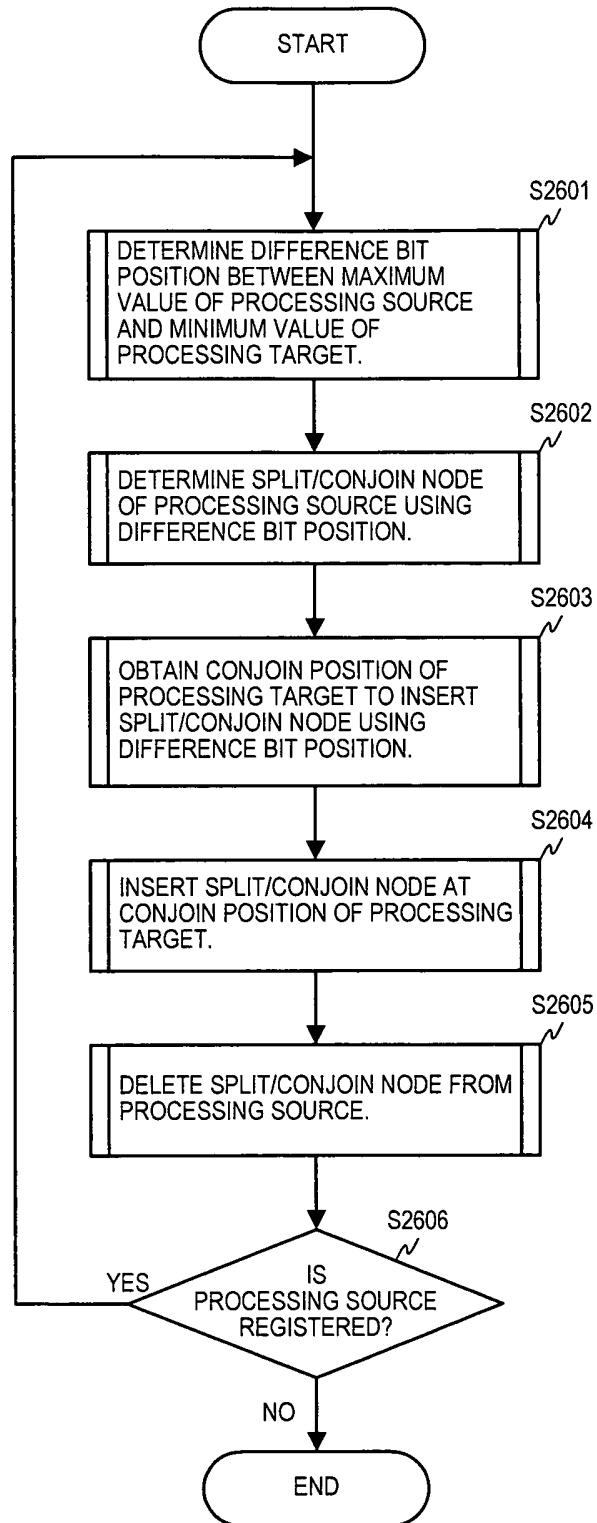 START
S2601
DETERMINE DIFFERENCE BIT
POSITION BETWEEN MAXIMUM
VALUE OF PROCESSING SOURCE
AND MINIMUM VALUE OF
PROCESSING TARGET.
S2602
DETERMINE SPLIT/CONJOIN NODE
OF PROCESSING SOURCE USING
DIFFERENCE BIT POSITION.
S2603
OBTAIN CONJOIN POSITION OF
PROCESSING TARGET TO INSERT
SPLIT/CONJOIN NODE USING
DIFFERENCE BIT POSITION.
S2604
INSERT SPLIT/CONJOIN NODE AT
CONJOIN POSITION OF PROCESSING
TARGET.
S2605
DELETE SPLIT/CONJOIN NODE FROM
PROCESSING SOURCE.
S2606
YES
IS
PROCESSING SOURCE
REGISTERED?
NO
END